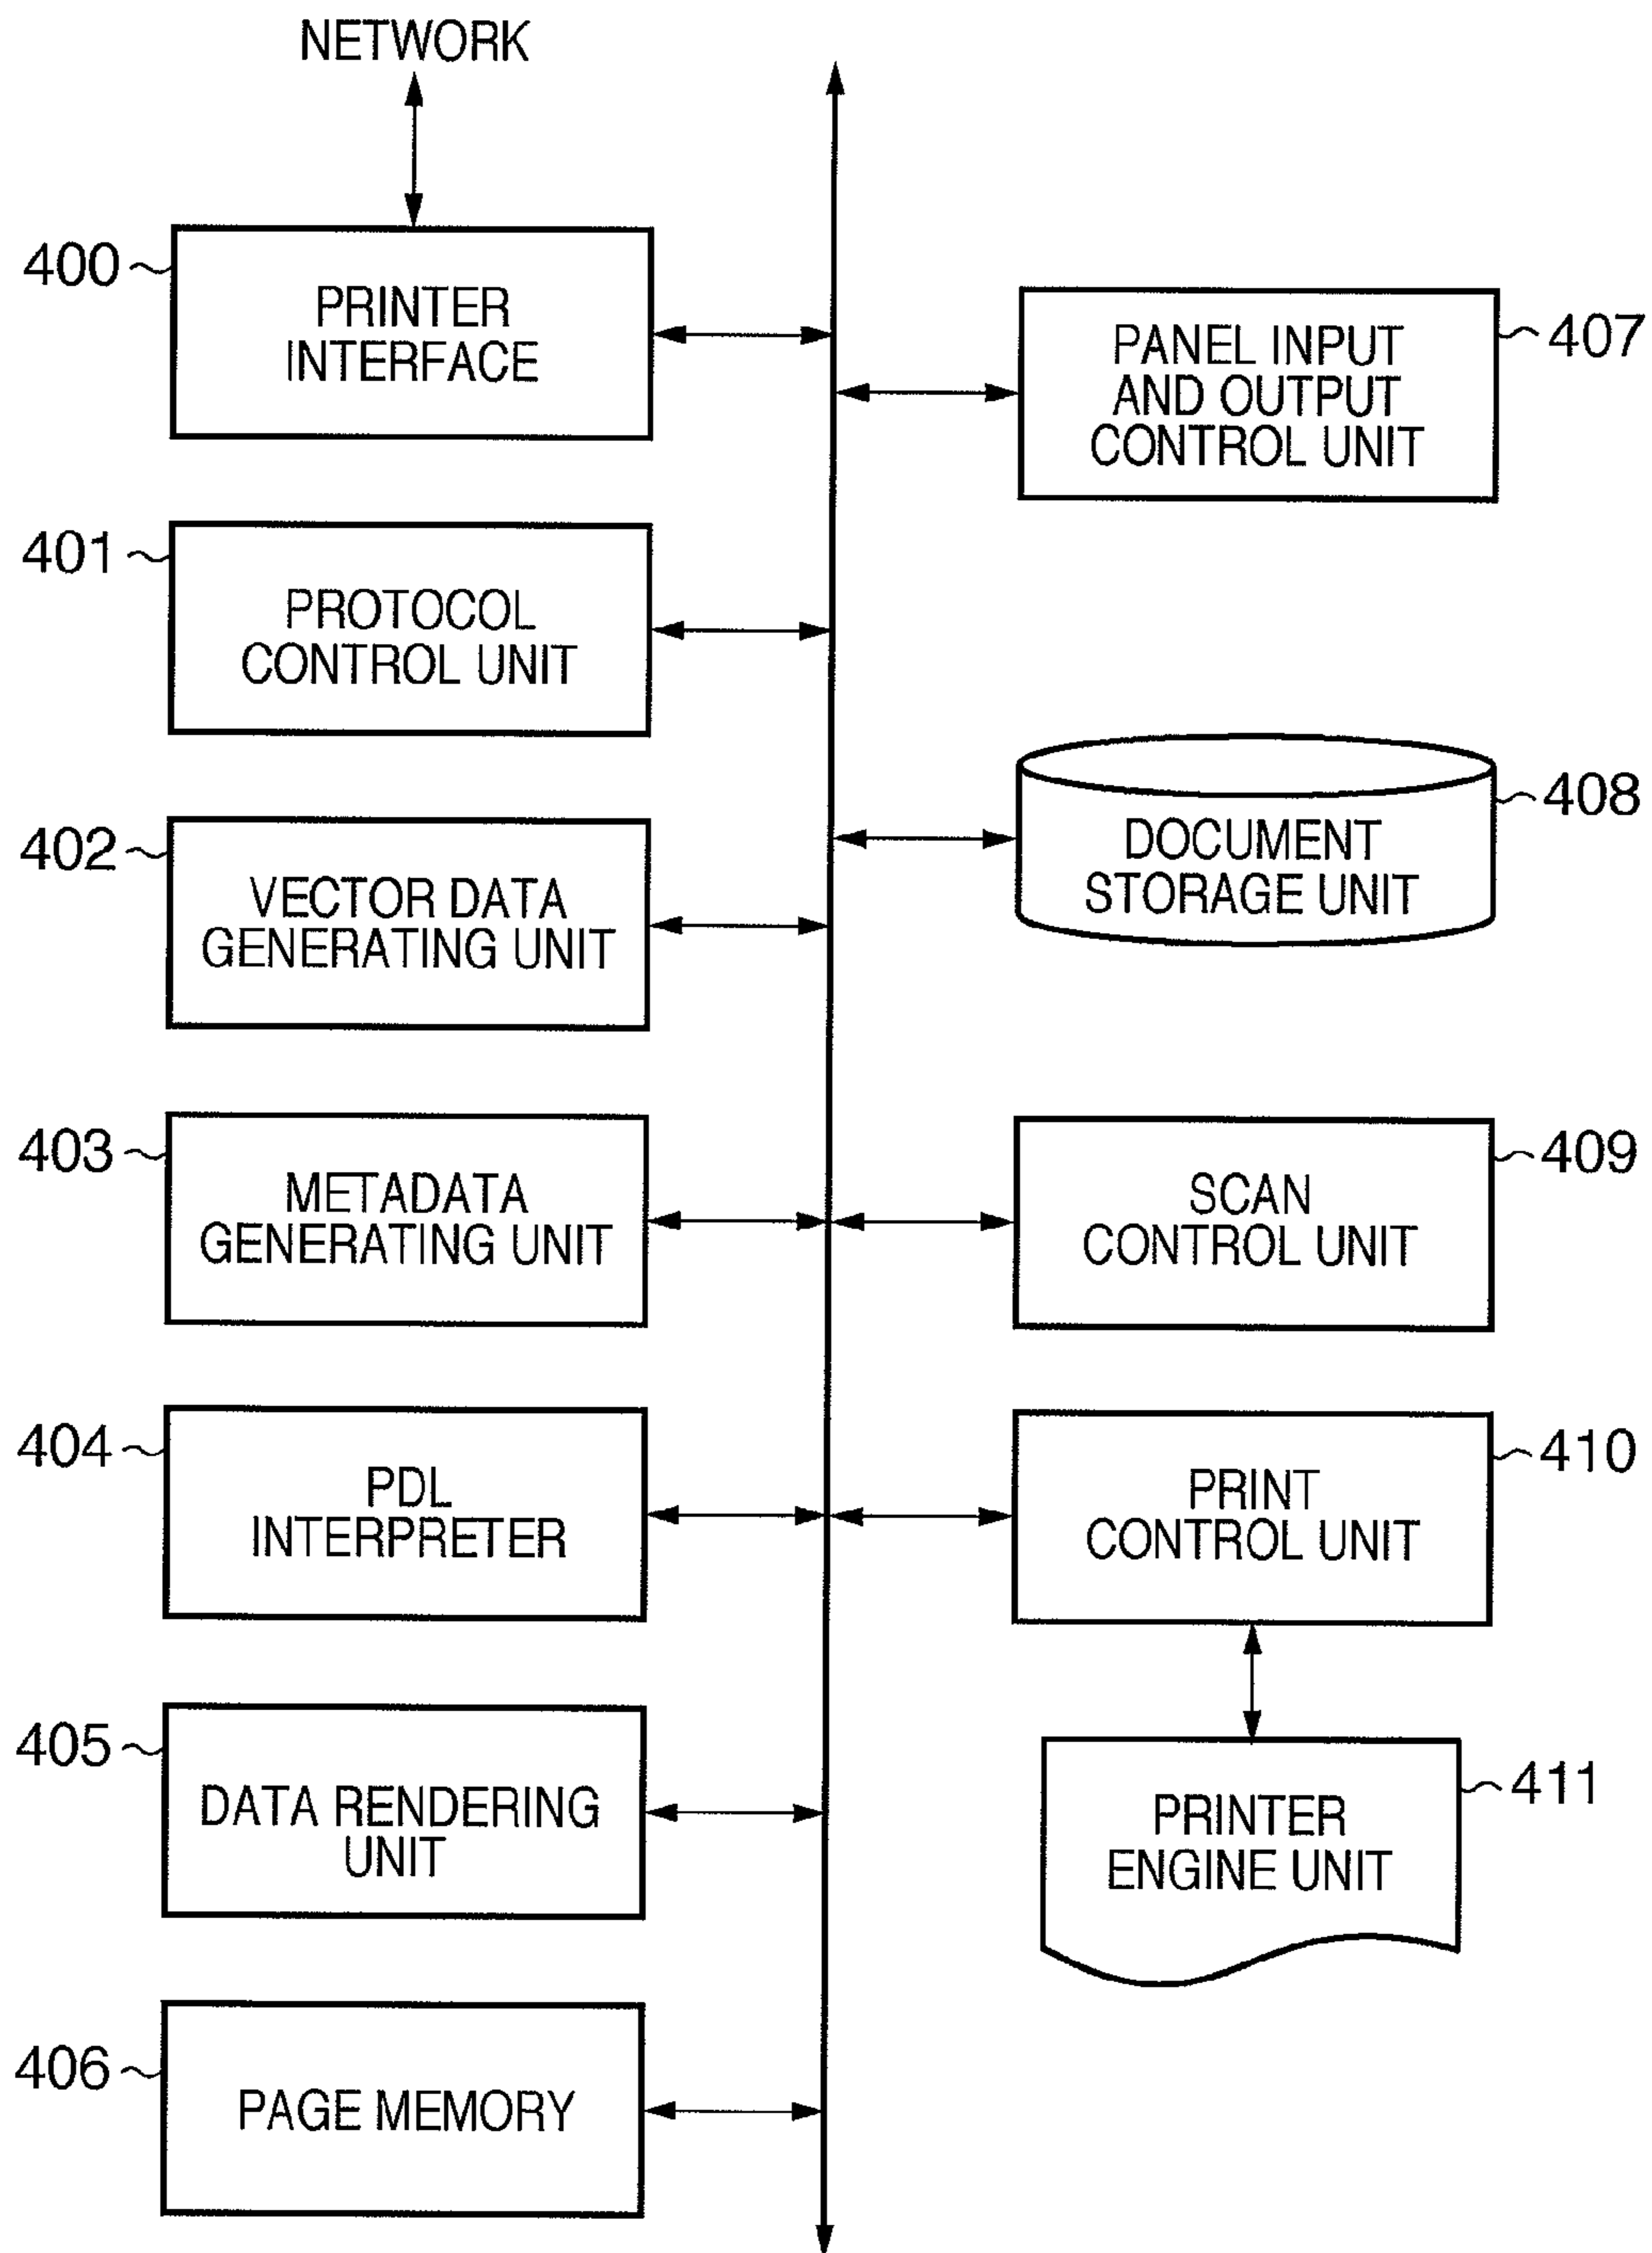 NETWORK
400
PRINTER
INTERFACE
401
PROTOCOL
CONTROL UNIT
402
VECTOR DATA
GENERATING UNIT
403
METADATA
GENERATING UNIT
404
PDL
INTERPRETER
405
DATA RENDERING
UNIT
406
PAGE MEMORY
407
PANEL INPUT
AND OUTPUT
CONTROL UNIT
408
DOCUMENT
STORAGE UNIT
409
SCAN
CONTROL UNIT
410
PRINT
CONTROL UNIT
411
PRINTER
ENGINE UNIT